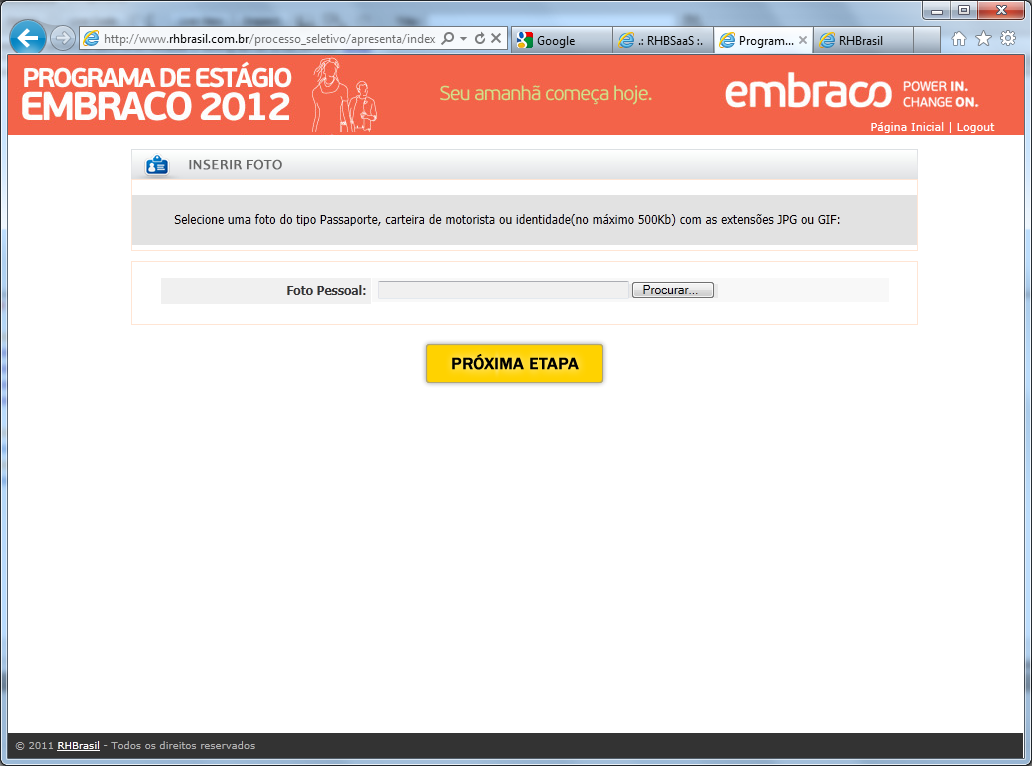 http://www.rhbrasil.com.br/processo_seletivo/apresenta/index
Google
.: RHBSaaS :.
Program...
RHBrasil
PROGRAMA DE ESTÁGIO
EMBRACO 2012
Seu amanhã começa hoje.
embraco
POWER IN.
CHANGE ON.
Página Inicial | Logout
INSERIR FOTO
Selecione uma foto do tipo Passaporte, carteira de motorista ou identidade(no máximo 500Kb) com as extensões JPG ou GIF:
Foto Pessoal:
Procurar...
PRÓXIMA ETAPA
© 2011 RHBrasil - Todos os direitos reservados